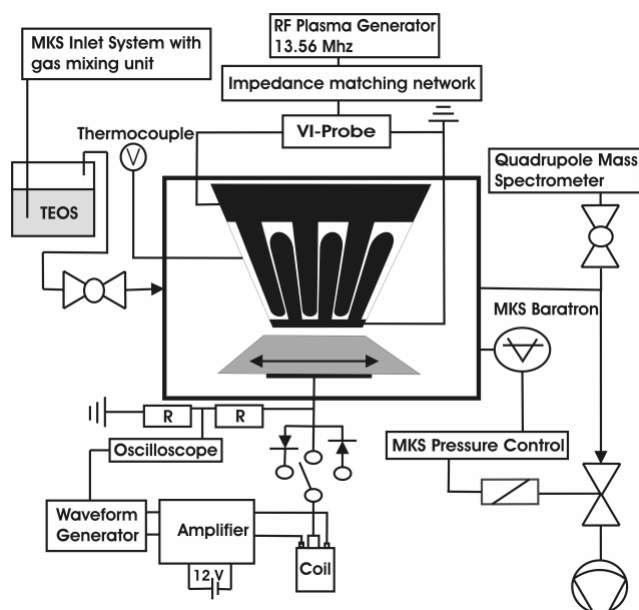 MKS Inlet System with
gas mixing unit
RF Plasma Generator
13.56 Mhz
Impedance matching network
VI-Probe
Thermocouple
V
TEOS
Quadrupole Mass
Spectrometer
MKS Baratron
R
R
Oscilloscope
MKS Pressure Control
Waveform
Generator
Amplifier
12 V
Coil